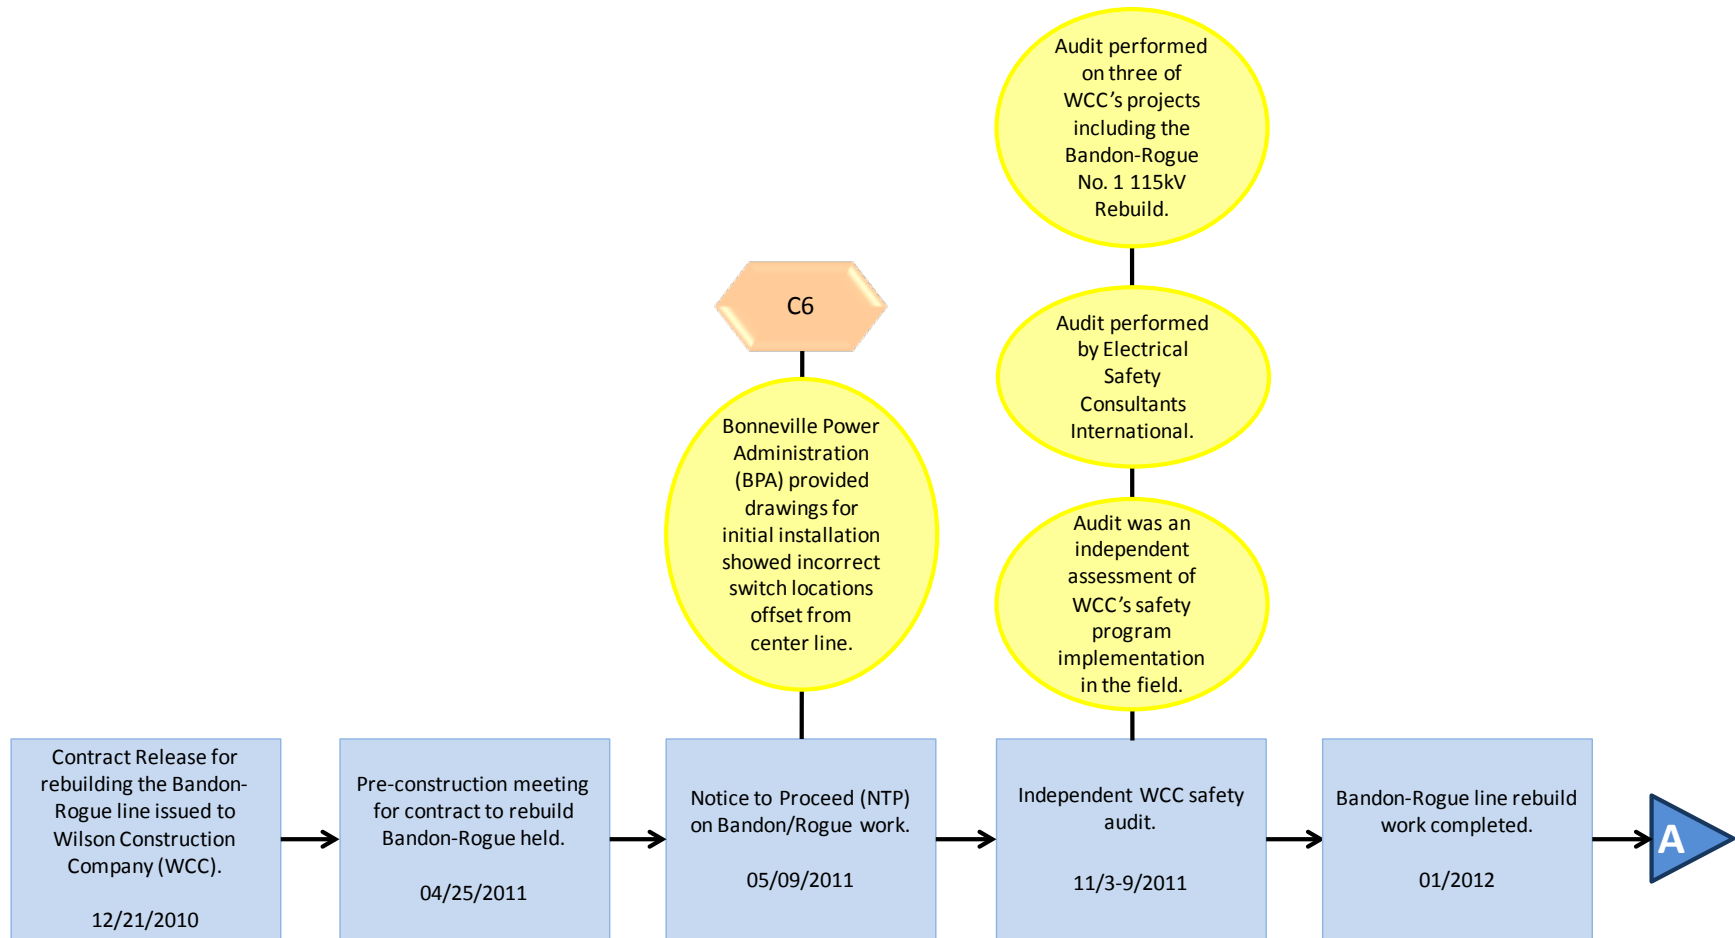 Audit performed
on three of
WCC's projects
including the
Bandon-Rogue
No. 1 115kV
Rebuild.
C6
Audit performed
by Electrical
Safety
Consultants
International.
Bonneville Power
Administration
(BPA) provided
drawings for
initial installation
showed incorrect
switch locations
offset from
center line.
Audit was an
independent
assessment of
WCC's safety
program
implementation
in the field.
Contract Release for
rebuilding the Bandon-
Rogue line issued to
Wilson Construction
Company (WCC).
12/21/2010
Pre-construction meeting
for contract to rebuild
Bandon-Rogue held.
04/25/2011
Notice to Proceed (NTP)
on Bandon/Rogue work.
05/09/2011
Independent WCC safety
audit.
11/3-9/2011
Bandon-Rogue line rebuild
work completed.
01/2012
A